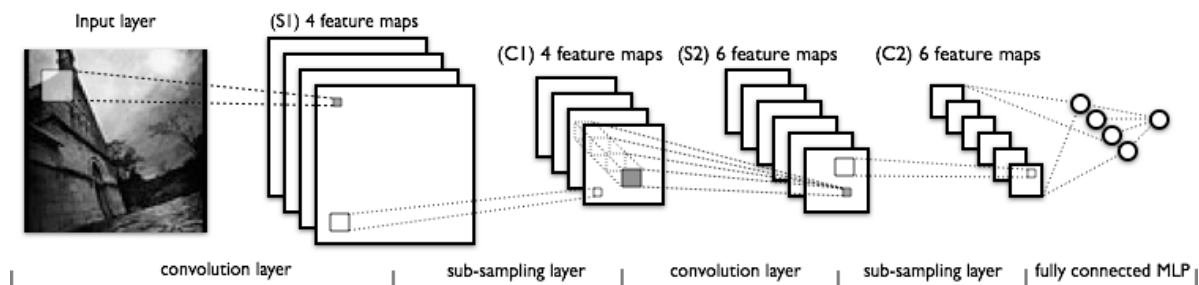 Input layer
(S1) 4 feature maps
(C1) 4 feature maps
(S2) 6 feature maps
(C2) 6 feature maps
convolution layer
sub-sampling layer
convolution layer
sub-sampling layer
fully connected MLP